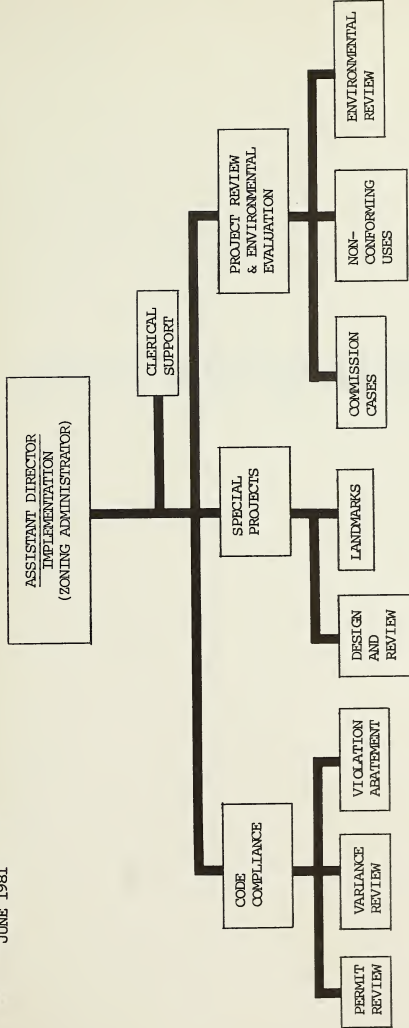 JUNE 1981
ASSISTANT DIRECTOR
IMPLEMENTATION
(ZONING ADMINISTRATOR)
CLERICAL
SUPPORT
CODE
COMPLIANCE
SPECIAL
PROJECTS
PROJECT REVIEW
& ENVIRONMENTAL
EVALUATION
PERMIT
REVIEW
VARIANCE
REVIEW
VIOLATION
ABATEMENT
DESIGN
AND
REVIEW
LANDMARKS
COMMISSION
CASES
NON-
CONFORMING
USES
ENVIRONMENTAL
REVIEW